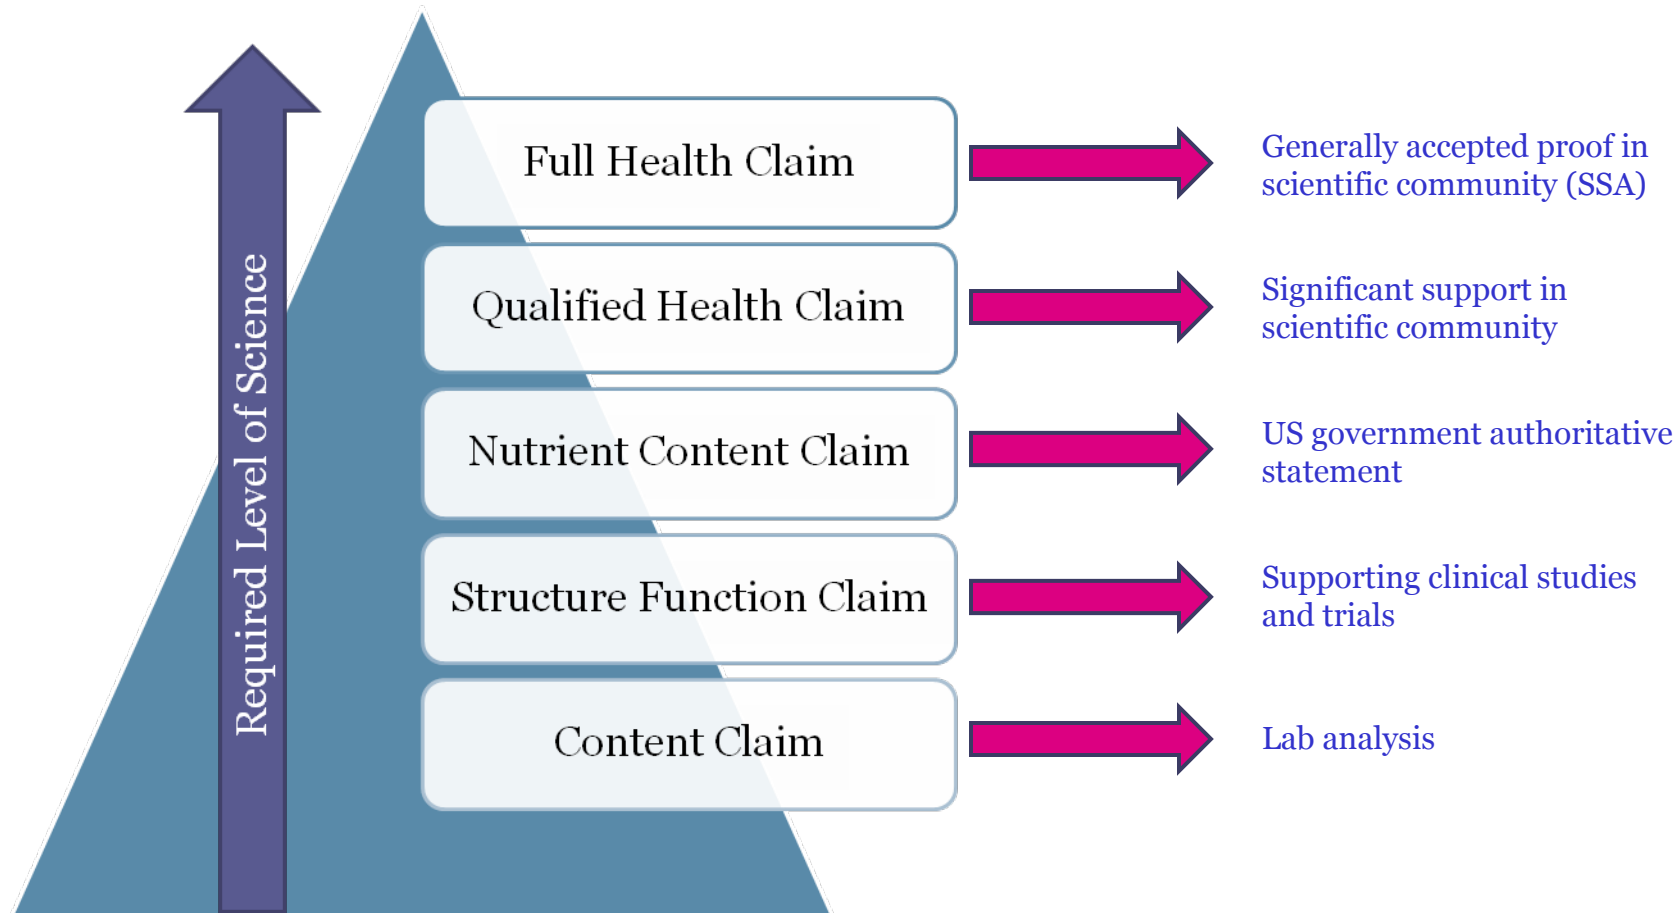 Required Level of Science
Full Health Claim
Generally accepted proof in
scientific community (SSA)
Qualified Health Claim
Significant support in
scientific community
Nutrient Content Claim
US government authoritative
statement
Structure Function Claim
Supporting clinical studies
and trials
Content Claim
Lab analysis